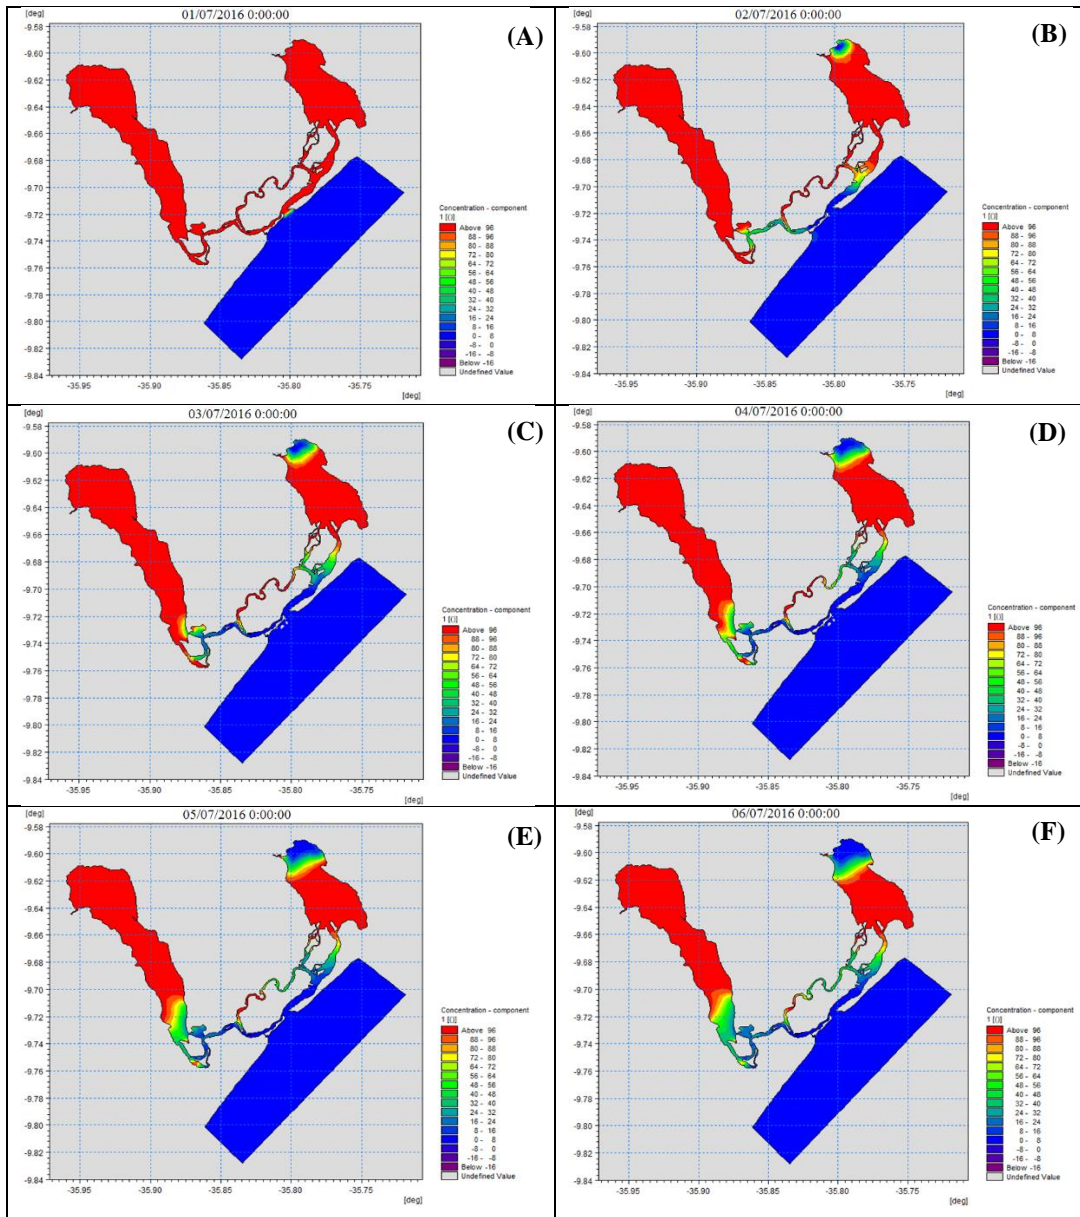 [deg]
01/07/2016 0:00:00
(A)
-9.58
-9.60
-9.62
-9.64
-9.66
-9.68
-9.70
-9.72
-9.74
-9.76
-9.78
-9.80
-9.82
-9.84
-35.95 -35.90 -35.85 -35.80 -35.75
[deg]
Concentration - component
1 [()]
Above 96
88 - 96
80 - 88
72 - 80
64 - 72
56 - 64
48 - 56
40 - 48
32 - 40
24 - 32
16 - 24
8 - 16
0 - 8
-8 - 0
-16 - -8
Below -16
Undefined Value
[deg]
02/07/2016 0:00:00
(B)
-9.58
-9.60
-9.62
-9.64
-9.66
-9.68
-9.70
-9.72
-9.74
-9.76
-9.78
-9.80
-9.82
-9.84
-35.95 -35.90 -35.85 -35.80 -35.75
[deg]
Concentration - component
1 [()]
Above 96
88 - 96
80 - 88
72 - 80
64 - 72
56 - 64
48 - 56
40 - 48
32 - 40
24 - 32
16 - 24
8 - 16
0 - 8
-8 - 0
-16 - -8
Below -16
Undefined Value
[deg]
03/07/2016 0:00:00
(C)
-9.58
-9.60
-9.62
-9.64
-9.66
-9.68
-9.70
-9.72
-9.74
-9.76
-9.78
-9.80
-9.82
-9.84
-35.95 -35.90 -35.85 -35.80 -35.75
[deg]
Concentration - component
1 [()]
Above 96
88 - 96
80 - 88
72 - 80
64 - 72
56 - 64
48 - 56
40 - 48
32 - 40
24 - 32
16 - 24
8 - 16
0 - 8
-8 - 0
-16 - -8
Below -16
Undefined Value
[deg]
04/07/2016 0:00:00
(D)
-9.58
-9.60
-9.62
-9.64
-9.66
-9.68
-9.70
-9.72
-9.74
-9.76
-9.78
-9.80
-9.82
-9.84
-35.95 -35.90 -35.85 -35.80 -35.75
[deg]
Concentration - component
1 [()]
Above 96
88 - 96
80 - 88
72 - 80
64 - 72
56 - 64
48 - 56
40 - 48
32 - 40
24 - 32
16 - 24
8 - 16
0 - 8
-8 - 0
-16 - -8
Below -16
Undefined Value
[deg]
05/07/2016 0:00:00
(E)
-9.58
-9.60
-9.62
-9.64
-9.66
-9.68
-9.70
-9.72
-9.74
-9.76
-9.78
-9.80
-9.82
-9.84
-35.95 -35.90 -35.85 -35.80 -35.75
[deg]
Concentration - component
1 [()]
Above 96
88 - 96
80 - 88
72 - 80
64 - 72
56 - 64
48 - 56
40 - 48
32 - 40
24 - 32
16 - 24
8 - 16
0 - 8
-8 - 0
-16 - -8
Below -16
Undefined Value
[deg]
06/07/2016 0:00:00
(F)
-9.58
-9.60
-9.62
-9.64
-9.66
-9.68
-9.70
-9.72
-9.74
-9.76
-9.78
-9.80
-9.82
-9.84
-35.95 -35.90 -35.85 -35.80 -35.75
[deg]
Concentration - component
1 [()]
Above 96
88 - 96
80 - 88
72 - 80
64 - 72
56 - 64
48 - 56
40 - 48
32 - 40
24 - 32
16 - 24
8 - 16
0 - 8
-8 - 0
-16 - -8
Below -16
Undefined Value